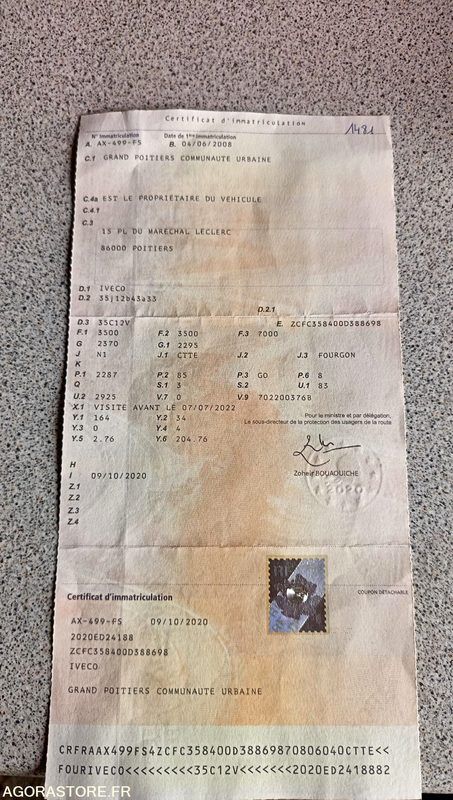 Certificat d'immatriculation
1481
N° Immatriculation Date de 1ère immatriculation
A. AX-499-FS B. 04/06/2008
C.1 GRAND POITIERS COMMUNAUTE URBAINE
C.4a EST LE PROPRIÉTAIRE DU VÉHICULE
C.4.1
C.3
15 PL DU MARECHAL LECLERC
86000 POITIERS
D.1 IVECO
D.2 35j12b43a33
D.2.1
D.3 35C12V E. ZCFC358400D388698
F.1 3500 F.2 3500 F.3 7000
G 2370 G.1 2295
J N1 J.1 CTTE J.2 J.3 FOURGON
K
P.1 2287 P.2 85 P.3 GO P.6 8
Q S.1 3 S.2 U.1 83
U.2 2925 V.7 0 V.9 70220037&8
X.1 VISITE AVANT LE 07/07/2022
Y.1 164 Y.2 34
Y.3 0 Y.4 4
Y.5 2.76 Y.6 204.76
Pour le ministre et par délégation,
Le sous-directeur de la protection des usagers de la route
H
I 09/10/2020
Z.1
Z.2
Z.3
Z.4
Zoheir BOUAOUICHE
2020
COUPON DÉTACHABLE
Certificat d'immatriculation
AX-499-FS 09/10/2020
2020ED24188
ZCFC358400D388698
IVECO
GRAND POITIERS COMMUNAUTE URBAINE
CRFRAAX499FS4ZCFC358400D38869870806040CTTE<<
FOURIVECO<<<<<<<<<35C12V<<<<<<<2020ED2418882
AGORASTORE.FR